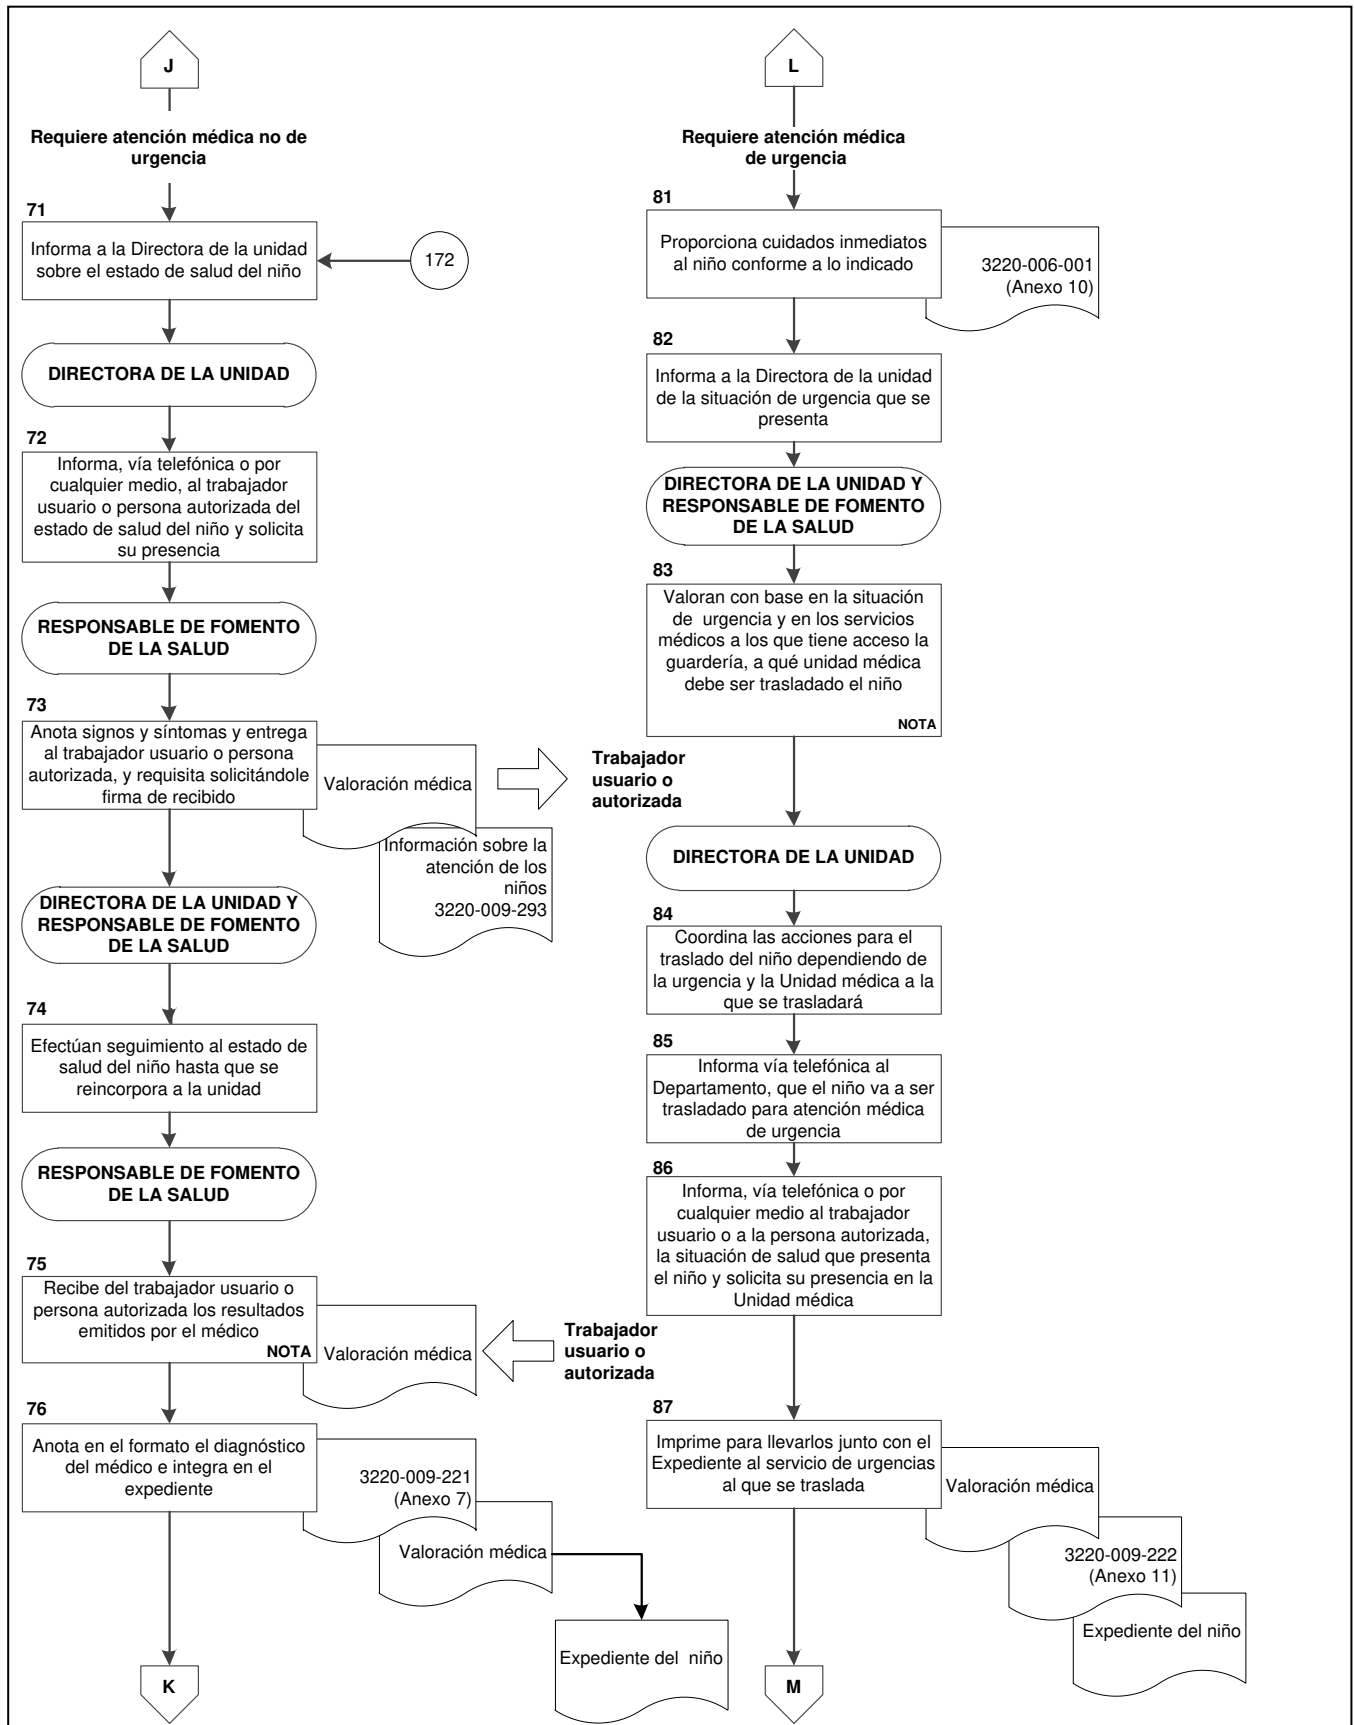 J
Requiere atención médica no de
urgencia
71
Informa a la Directora de la unidad
sobre el estado de salud del niño
172
DIRECTORA DE LA UNIDAD
72
Informa, vía telefónica o por
cualquier medio, al trabajador
usuario o persona autorizada del
estado de salud del niño y solicita
su presencia
RESPONSABLE DE FOMENTO
DE LA SALUD
73
Anota signos y síntomas y entrega
al trabajador usuario o persona
autorizada, y requisita solicitándole
firma de recibido
Valoración médica
Información sobre la
atención de los
niños
3220-009-293
Trabajador
usuario o
autorizada
DIRECTORA DE LA UNIDAD Y
RESPONSABLE DE FOMENTO
DE LA SALUD
74
Efectúan seguimiento al estado de
salud del niño hasta que se
reincorpora a la unidad
RESPONSABLE DE FOMENTO
DE LA SALUD
75
Recibe del trabajador usuario o
persona autorizada los resultados
emitidos por el médico
NOTA
Valoración médica
Trabajador
usuario o
autorizada
76
Anota en el formato el diagnóstico
del médico e integra en el
expediente
3220-009-221
(Anexo 7)
Valoración médica
Expediente del niño
K
L
Requiere atención médica
de urgencia
81
Proporciona cuidados inmediatos
al niño conforme a lo indicado
3220-006-001
(Anexo 10)
82
Informa a la Directora de la unidad
de la situación de urgencia que se
presenta
DIRECTORA DE LA UNIDAD Y
RESPONSABLE DE FOMENTO
DE LA SALUD
83
Valoran con base en la situación
de urgencia y en los servicios
médicos a los que tiene acceso la
guardería, a qué unidad médica
debe ser trasladado el niño
NOTA
DIRECTORA DE LA UNIDAD
84
Coordina las acciones para el
traslado del niño dependiendo de
la urgencia y la Unidad médica a la
que se trasladará
85
Informa vía telefónica al
Departamento, que el niño va a ser
trasladado para atención médica
de urgencia
86
Informa, vía telefónica o por
cualquier medio al trabajador
usuario o a la persona autorizada,
la situación de salud que presenta
el niño y solicita su presencia en la
Unidad médica
87
Imprime para llevarlos junto con el
Expediente al servicio de urgencias
al que se traslada
Valoración médica
3220-009-222
(Anexo 11)
Expediente del niño
M